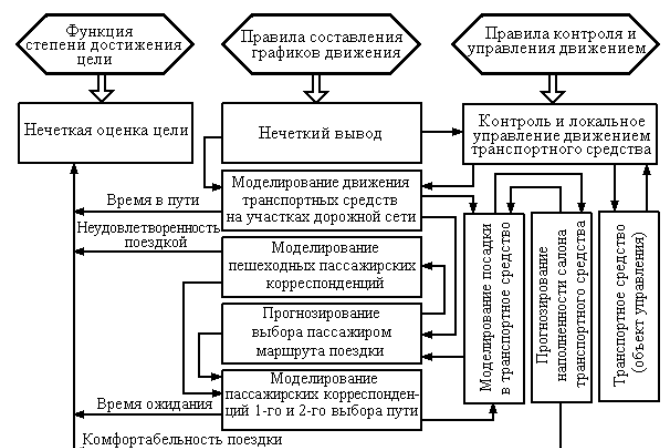 Функция
степени достижения
цели
Правила составления
графиков движения
Правила контроля и
управления движением
Нечеткая оценка цели
Нечеткий вывод
Контроль и локальное
управление движением
транспортного средства
Моделирование движения
транспортных средств
на участках дорожной сети
Время в пути
Неудовлетворенность
поездкой
Моделирование
пешеходных пассажирских
корреспонденций
Прогнозирование
выбора пассажиром
маршрута поездки
Моделирование
пассажирских корреспонден-
ций 1-го и 2-го выбора пути
Время ожидания
Комфортабельность поездки
Моделирование посадки
в транспортное средство
Прогнозирование
наполненности салона
транспортного средства
Транспортное средство
(объект управления)